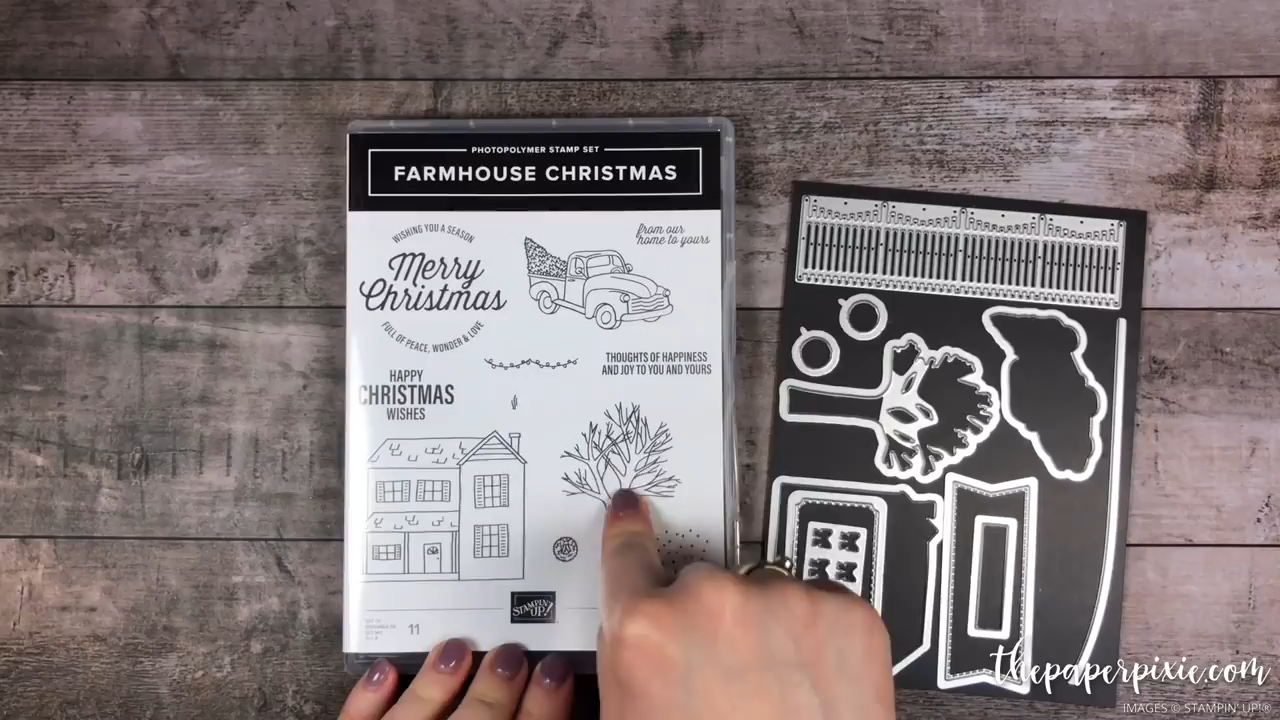 PHOTOPOLYMER STAMP SET
FARMHOUSE CHRISTMAS
WISHING YOU A SEASON
Merry
Christmas
FULL OF PEACE, WONDER & LOVE
from our
home to yours
THOUGHTS OF HAPPINESS
AND JOY TO YOU AND YOURS
HAPPY
CHRISTMAS
WISHES
STAMPIN' UP!
11
thepaperpixie.com
IMAGES © STAMPIN' UP!®